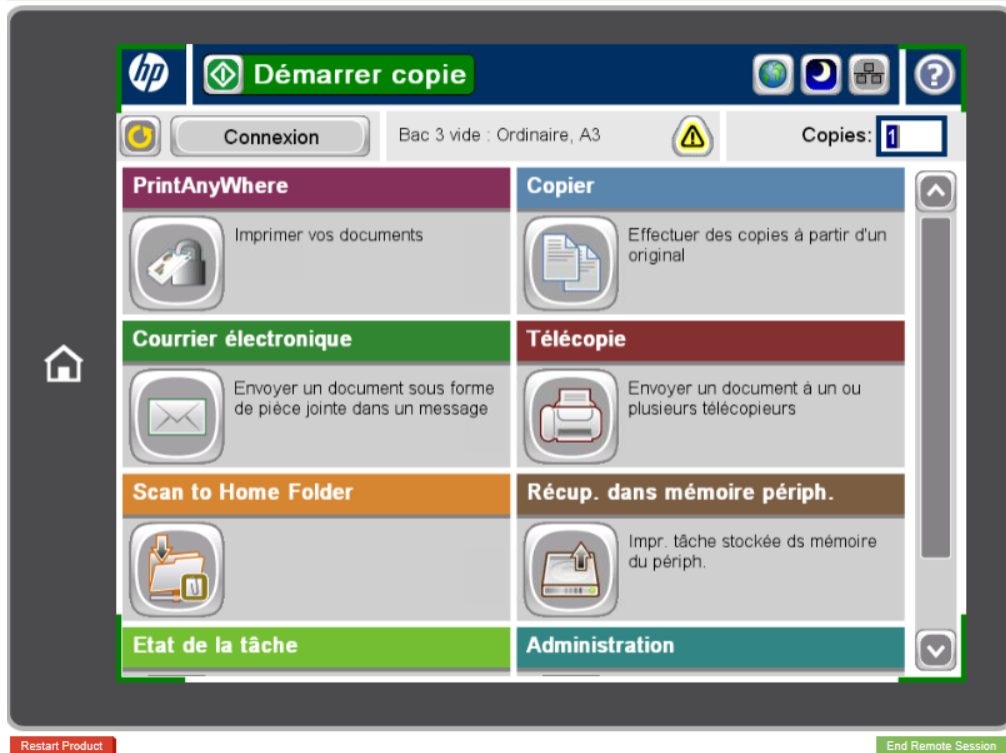 hp
Démarrer copie
?
Connexion
Bac 3 vide : Ordinaire, A3
Copies: 1
PrintAnyWhere
Imprimer vos documents
Copier
Effectuer des copies à partir d'un
original
Courrier électronique
Envoyer un document sous forme
de pièce jointe dans un message
Télécopie
Envoyer un document à un ou
plusieurs télécopieurs
Scan to Home Folder
Récup. dans mémoire périph.
Impr. tâche stockée ds mémoire
du périph.
Etat de la tâche
Administration
Restart Product
End Remote Session